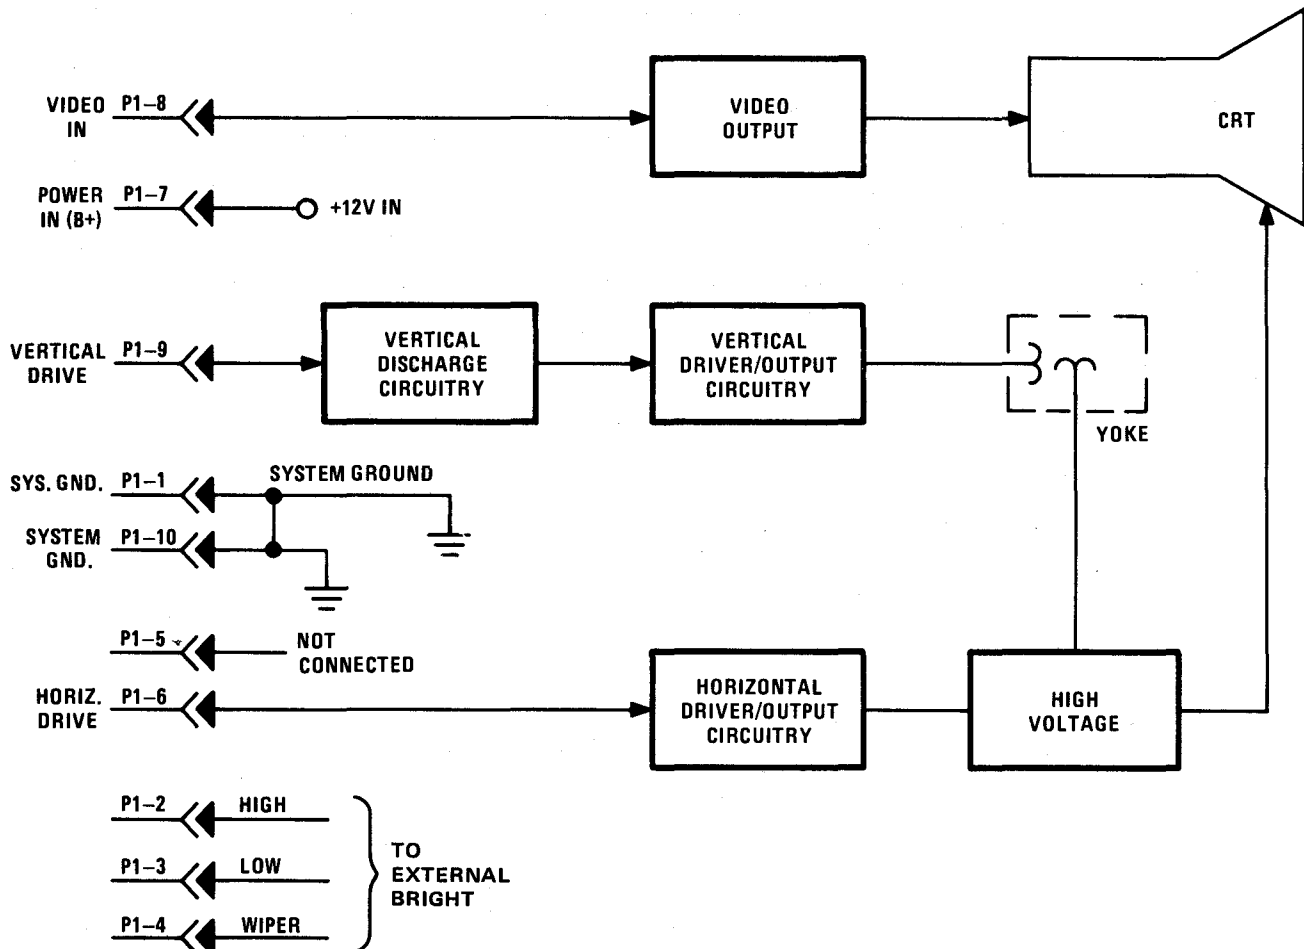 VIDEO
IN
P1-8
VIDEO
OUTPUT
CRT
POWER
IN (B+)
P1-7
+12V IN
VERTICAL
DRIVE
P1-9
VERTICAL
DISCHARGE
CIRCUITRY
VERTICAL
DRIVER/OUTPUT
CIRCUITRY
YOKE
SYS. GND.
P1-1
SYSTEM GROUND
SYSTEM
GND.
P1-10
P1-5
NOT
CONNECTED
HORIZ.
DRIVE
P1-6
HORIZONTAL
DRIVER/OUTPUT
CIRCUITRY
HIGH
VOLTAGE
P1-2
HIGH
P1-3
LOW
P1-4
WIPER
TO
EXTERNAL
BRIGHT